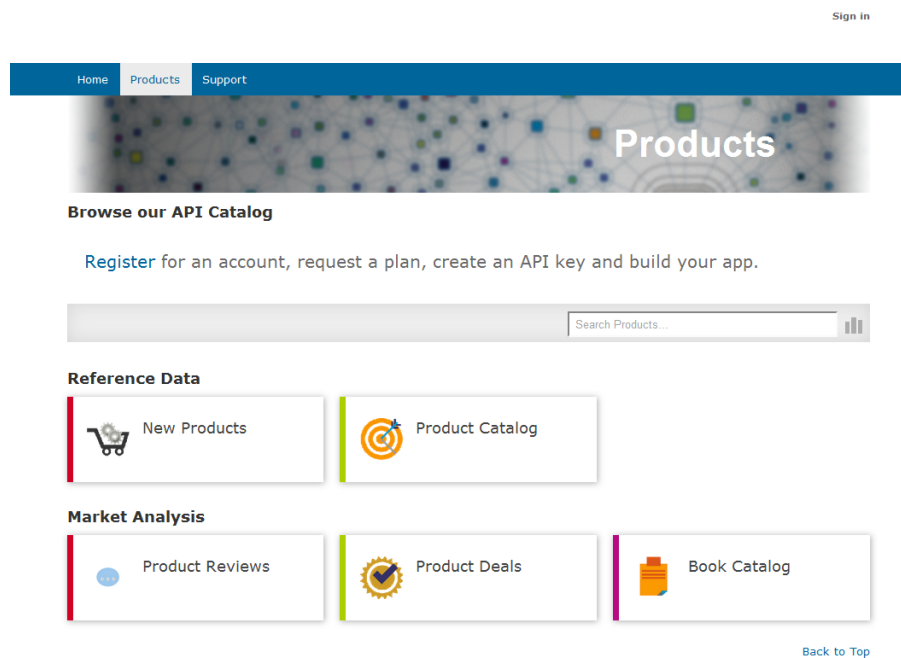 Sign in
Home Products Support
Products
Browse our API Catalog
Register for an account, request a plan, create an API key and build your app.
Search Products...
Reference Data
New Products
Product Catalog
Market Analysis
Product Reviews
Product Deals
Book Catalog
Back to Top